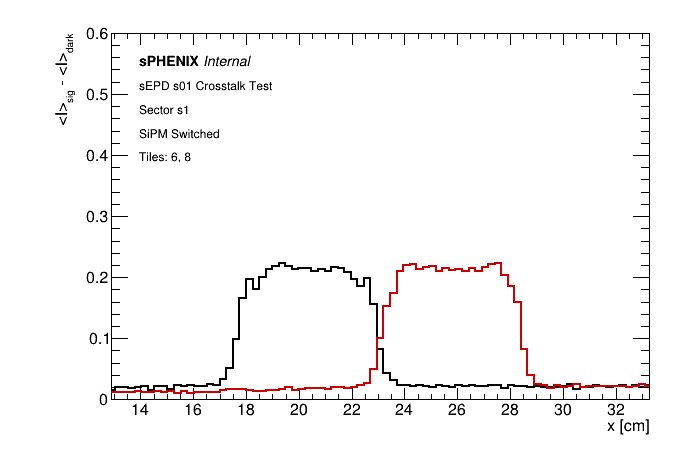 <I>sig - <I>dark
0.6
0.5
0.4
0.3
0.2
0.1
0
sPHENIX Internal
sEPD s01 Crosstalk Test
Sector s1
SiPM Switched
Tiles: 6, 8
14 16 18 20 22 24 26 28 30 32
x [cm]